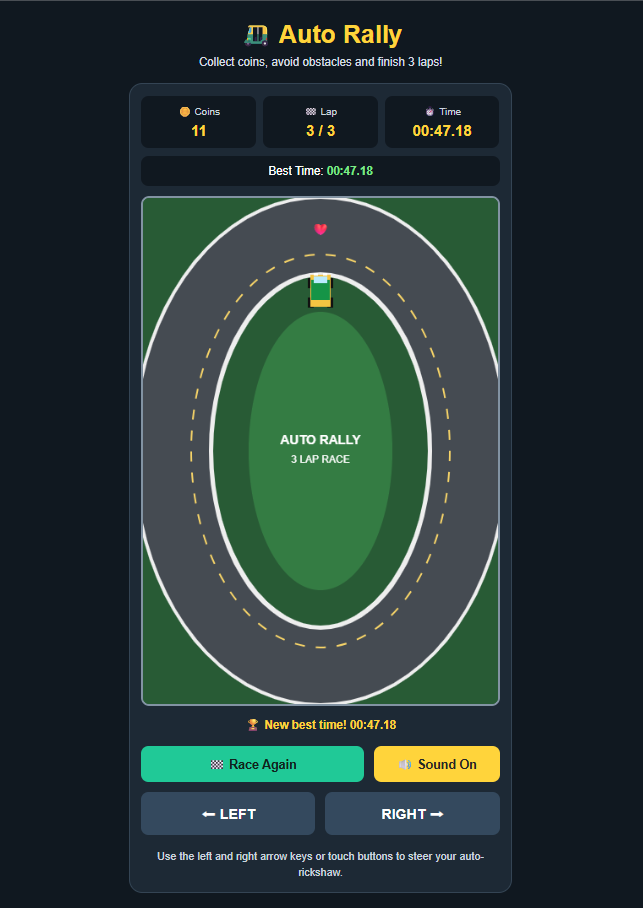 Auto Rally
Collect coins, avoid obstacles and finish 3 laps!
Coins
11
Lap
3 / 3
Time
00:47.18
Best Time: 00:47.18
AUTO RALLY
3 LAP RACE
New best time! 00:47.18
Race Again
Sound On
← LEFT
RIGHT →
Use the left and right arrow keys or touch buttons to steer your auto-
rickshaw.